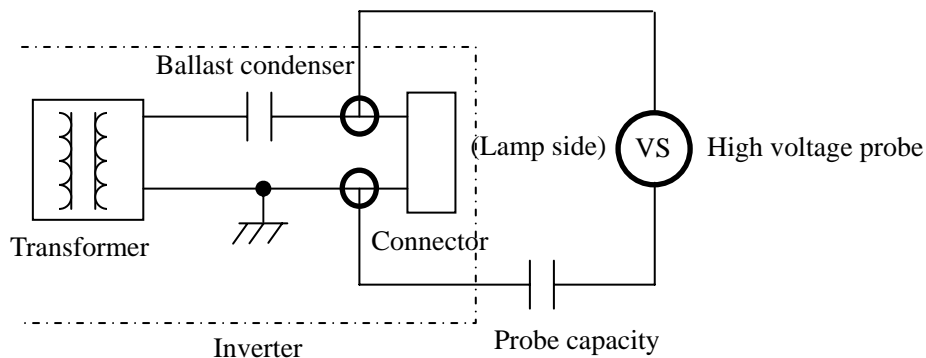 Ballast condenser
(Lamp side)
VS
High voltage probe
Transformer
Connector
Probe capacity
Inverter